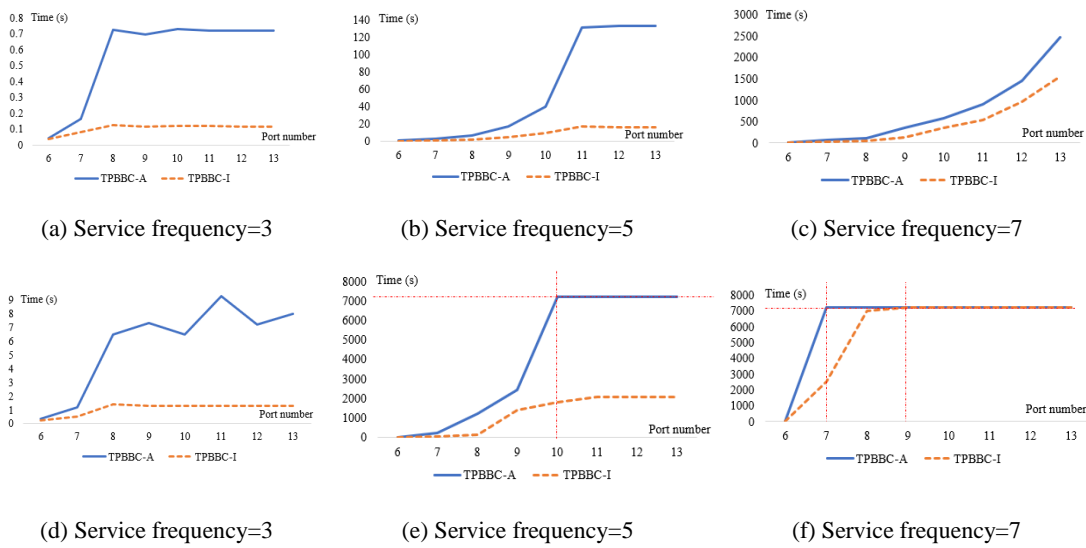 Time (s)
0.8
0.7
0.6
0.5
0.4
0.3
0.2
0.1
0
Port number
6 7 8 9 10 11 12 13
TPBBC-A TPBBC-I
(a) Service frequency=3
Time (s)
140
120
100
80
60
40
20
0
Port number
6 7 8 9 10 11 12 13
TPBBC-A TPBBC-I
(b) Service frequency=5
Time (s)
3000
2500
2000
1500
1000
500
0
Port number
6 7 8 9 10 11 12 13
TPBBC-A TPBBC-I
(c) Service frequency=7
Time (s)
9
8
7
6
5
4
3
2
1
0
Port number
6 7 8 9 10 11 12 13
TPBBC-A TPBBC-I
(d) Service frequency=3
Time (s)
8000
7000
6000
5000
4000
3000
2000
1000
0
Port number
6 7 8 9 10 11 12 13
TPBBC-A TPBBC-I
(e) Service frequency=5
Time (s)
8000
7000
6000
5000
4000
3000
2000
1000
0
Port number
6 7 8 9 10 11 12 13
TPBBC-A TPBBC-I
(f) Service frequency=7